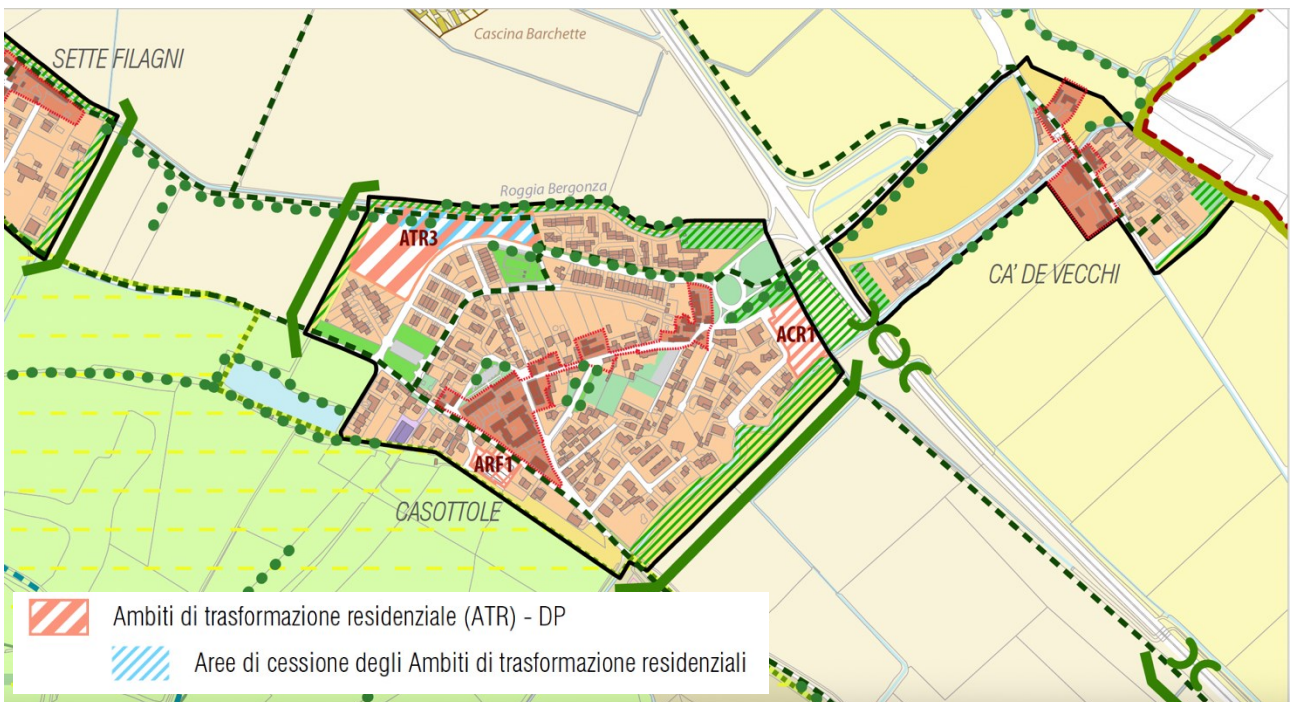 Cascina Barchette
SETTE FILAGNI
Roggia Bergonza
ATR3
CA' DE VECCHI
ACR1
ARF1
CASOTTOLE
Ambiti di trasformazione residenziale (ATR) - DP
Aree di cessione degli Ambiti di trasformazione residenziali